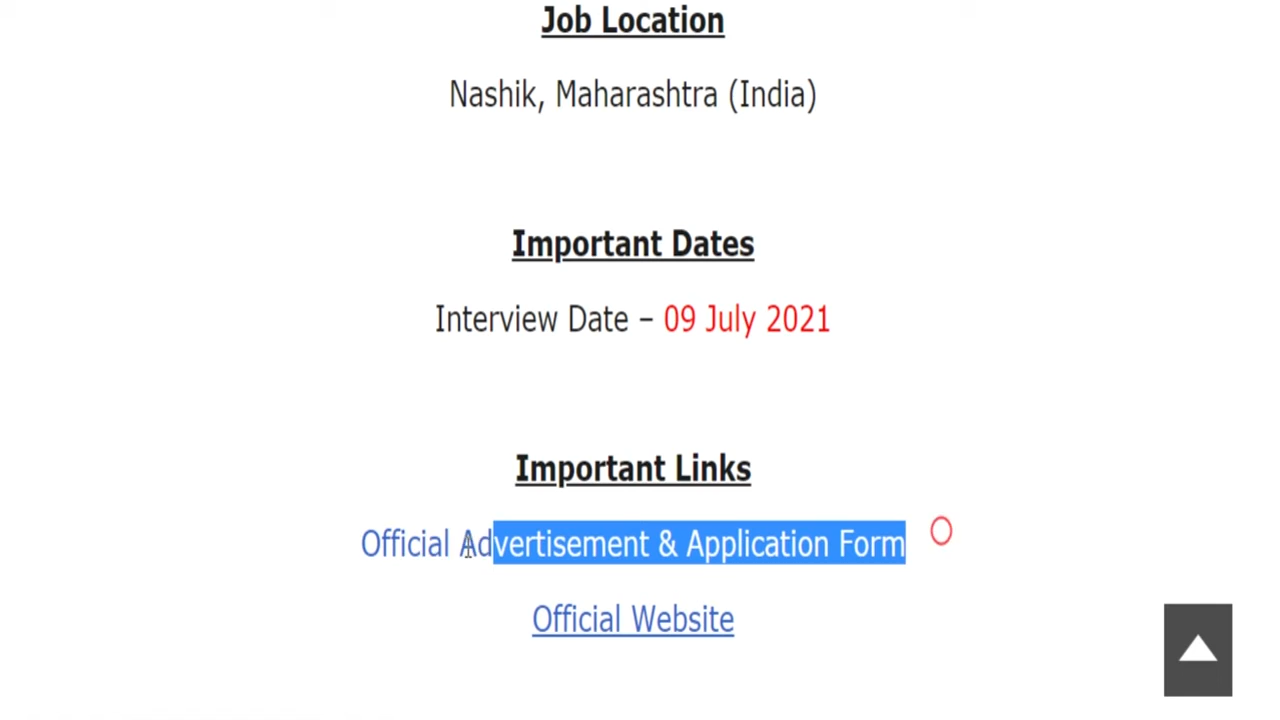 Job Location
Nashik, Maharashtra (India)
Important Dates
Interview Date – 09 July 2021
Important Links
Official Advertisement & Application Form
Official Website